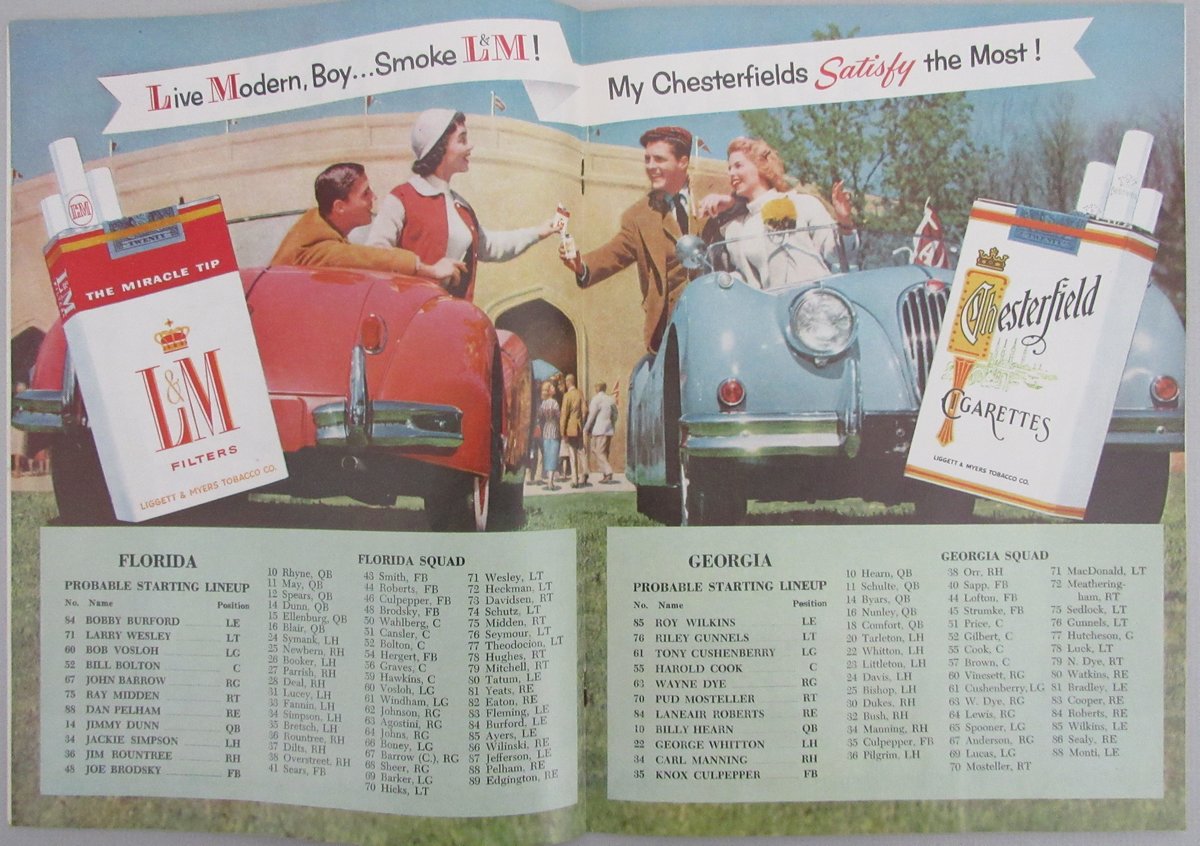 Live Modern, Boy...Smoke L&M!
My Chesterfields Satisfy the Most!
L&M
TWENTY
L&M
THE MIRACLE TIP
L&M
FILTERS
LIGGETT & MYERS TOBACCO CO.
TWENTY
Chesterfield
CIGARETTES
LIGGETT & MYERS TOBACCO CO.
FLORIDA
PROBABLE STARTING LINEUP
No. Name Position
84 BOBBY BURFORD LE
71 LARRY WESLEY LT
60 BOB VOSLOH LG
52 BILL BOLTON C
67 JOHN BARROW RG
75 RAY MIDDEN RT
88 DAN PELHAM RE
14 JIMMY DUNN QB
34 JACKIE SIMPSON LH
36 JIM ROUNTREE RH
48 JOE BRODSKY FB
FLORIDA SQUAD
10 Rhyne, QB
11 May, QB
12 Spears, QB
14 Dunn, QB
15 Ellenburg, QB
16 Blair, QB
24 Symank, LH
25 Newbern, RH
26 Booker, LH
27 Parrish, RH
28 Deal, RH
31 Lucey, LH
33 Fannin, LH
34 Simpson, LH
35 Bretsch, LH
36 Rountree, RH
37 Dilts, RH
38 Overstreet, RH
41 Sears, FB
43 Smith, FB
44 Roberts, FB
46 Culpepper, FB
48 Brodsky, FB
50 Wahlberg, C
51 Cansler, C
52 Bolton, C
54 Hergert, FB
56 Graves, C
59 Hawkins, C
60 Vosloh, LG
61 Windham, LG
62 Johnson, RG
63 Agostini, RG
64 Johns, RG
66 Boney, LG
67 Barrow (C.), RG
68 Sheer, RG
69 Barker, LG
70 Hicks, LT
71 Wesley, LT
72 Heckman, LT
73 Davidsen, RT
74 Schutz, LT
75 Midden, RT
76 Seymour, LT
77 Theodocion, LT
78 Hughes, RT
79 Mitchell, RT
80 Tatum, LE
81 Yeats, RE
82 Eaton, RE
83 Fleming, LE
84 Burford, LE
85 Ayers, LE
86 Wilinski, RE
87 Jefferson, LE
88 Pelham, RE
89 Edgington, RE
GEORGIA
PROBABLE STARTING LINEUP
No. Name Position
85 ROY WILKINS LE
76 RILEY GUNNELS LT
61 TONY CUSHENBERRY LG
55 HAROLD COOK C
63 WAYNE DYE RG
70 PUD MOSTELLER RT
84 LANEAIR ROBERTS RE
10 BILLY HEARN QB
22 GEORGE WHITTON LH
34 CARL MANNING RH
35 KNOX CULPEPPER FB
GEORGIA SQUAD
10 Hearn, QB
11 Schulte, QB
14 Byars, QB
16 Nunley, QB
18 Comfort, QB
20 Tarleton, LH
22 Whitton, LH
23 Littleton, LH
24 Davis, LH
25 Bishop, LH
30 Dukes, RH
32 Bush, RH
34 Manning, RH
35 Culpepper, FB
36 Pilgrim, LH
38 Orr, RH
40 Sapp, FB
44 Lofton, FB
45 Strumke, FB
51 Price, C
52 Gilbert, C
55 Cook, C
57 Brown, C
60 Vinesett, RG
61 Cushenberry, LG
63 W. Dye, RG
64 Lewis, RG
65 Spooner, LG
67 Anderson, RG
69 Lucas, LG
70 Mosteller, RT
71 MacDonald, LT
72 Meathering-
ham, RT
75 Sedlock, LT
76 Gunnels, LT
77 Hutcheson, G
78 Luck, LT
79 N. Dye, RT
80 Watkins, RE
81 Bradley, LE
83 Cooper, RE
84 Roberts, RE
85 Wilkins, LE
86 Sealy, RE
88 Monti, LE